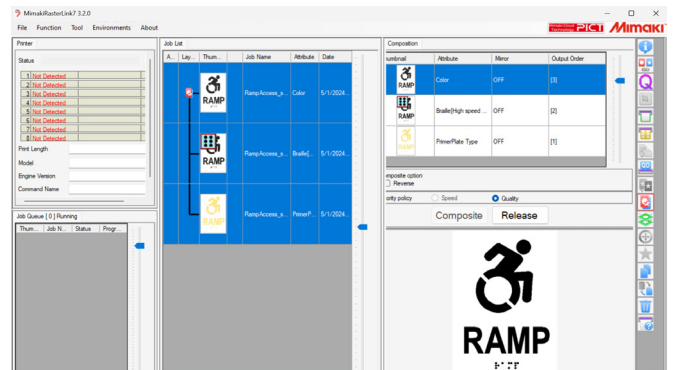 MimakiRasterLink7 3.2.0
File Function Tool Environments About
PICT Mimaki
Printer
Status
1 Not Detected
2 Not Detected
3 Not Detected
4 Not Detected
5 Not Detected
6 Not Detected
7 Not Detected
8 Not Detected
Print Length
Model
Engine Version
Command Name
Job Queue [ 0 ] Running
Thum... Job N... Status Progr...
Job List
A... Lay... Thum... Job Name Attribute Date
RAMP RampAccess_s... Color 5/1/2024...
RAMP RampAccess_s... Braille[... 5/1/2024...
RAMP RampAccess_s... PrimerP... 5/1/2024...
Composition
umbnail Attribute Mirror Output Order
RAMP Color OFF [3]
RAMP Braille[High speed ... OFF [2]
RAMP PrimerPlate Type OFF [1]
mposite option
Reverse
ority policy Speed Quality
Composite Release
RAMP
⠗⠁⠍⠏